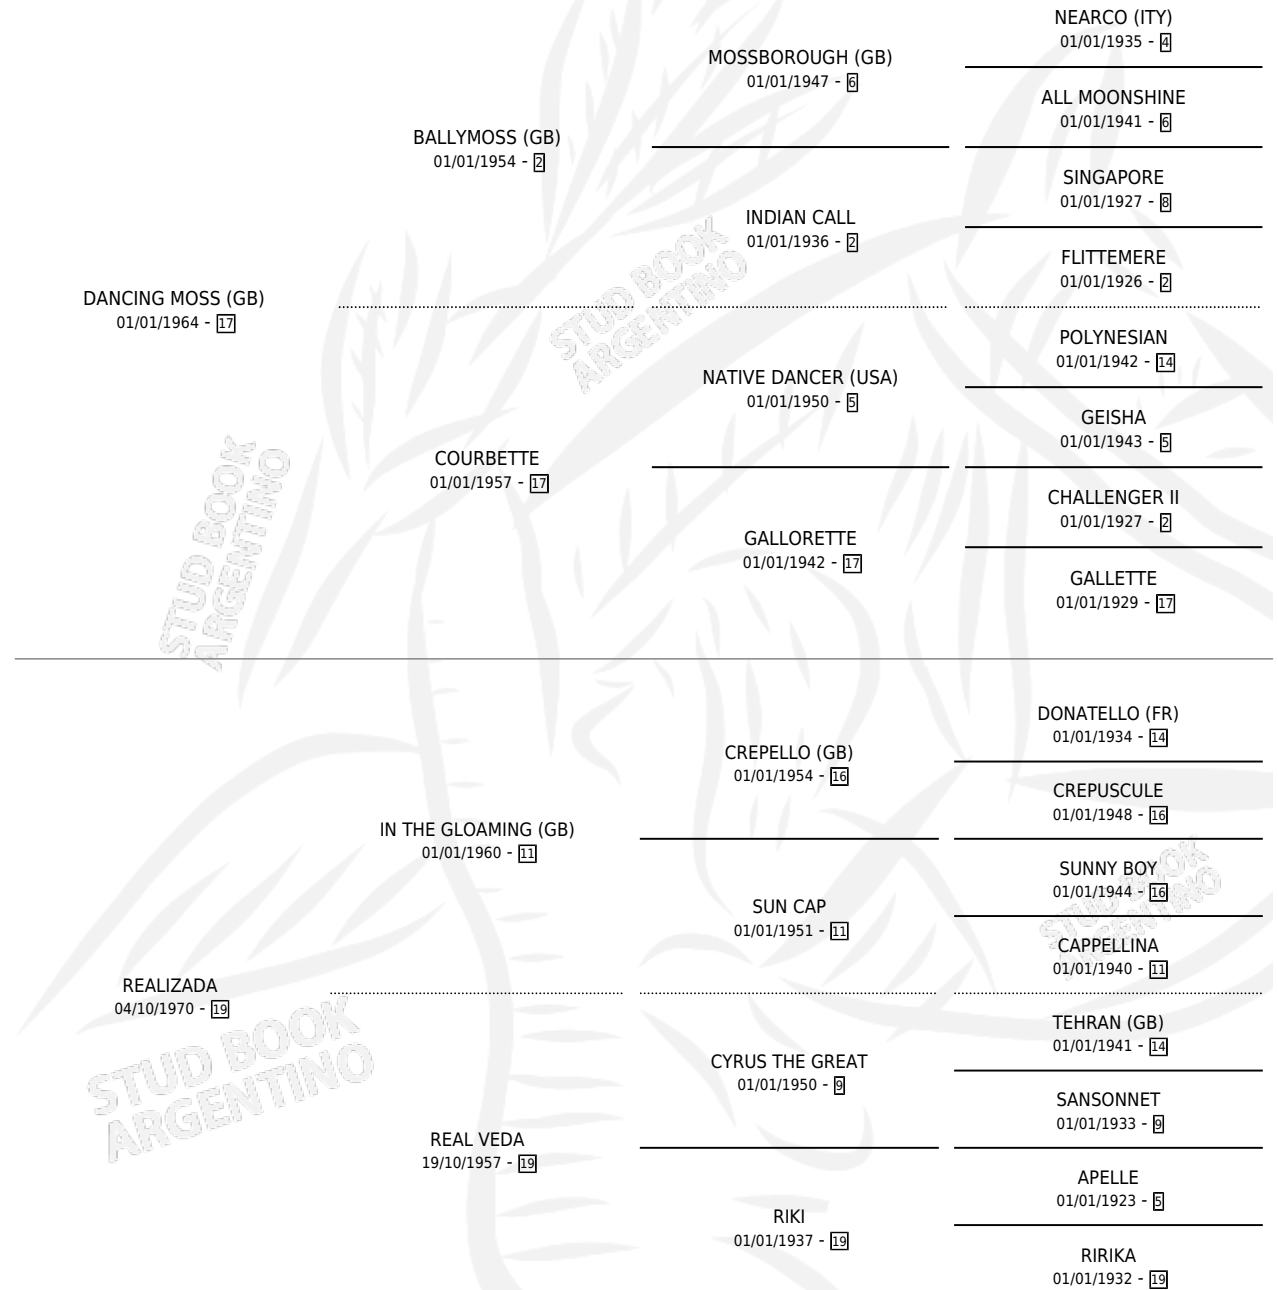 NEARCO (ITY)
01/01/1935 - 4
MOSSBOROUGH (GB)
01/01/1947 - 6
ALL MOONSHINE
01/01/1941 - 6
BALLYMOSS (GB)
01/01/1954 - 2
SINGAPORE
01/01/1927 - 8
INDIAN CALL
01/01/1936 - 2
FLITTEMERE
01/01/1926 - 2
DANCING MOSS (GB)
01/01/1964 - 17
POLYNESIAN
01/01/1942 - 14
NATIVE DANCER (USA)
01/01/1950 - 5
GEISHA
01/01/1943 - 5
COURBETTE
01/01/1957 - 17
CHALLENGER II
01/01/1927 - 2
GALLORETTE
01/01/1942 - 17
GALLETTE
01/01/1929 - 17
STUD BOOK
ARGENTINO
STUD BOOK
ARGENTINO
DONATELLO (FR)
01/01/1934 - 14
CREPELLO (GB)
01/01/1954 - 16
CREPUSCULE
01/01/1948 - 16
IN THE GLOAMING (GB)
01/01/1960 - 11
SUNNY BOY
01/01/1944 - 16
SUN CAP
01/01/1951 - 11
CAPPELLINA
01/01/1940 - 11
REALIZADA
04/10/1970 - 19
TEHRAN (GB)
01/01/1941 - 14
CYRUS THE GREAT
01/01/1950 - 9
SANSONNET
01/01/1933 - 9
REAL VEDA
19/10/1957 - 19
APELLE
01/01/1923 - 5
RIKI
01/01/1937 - 19
RIRIKA
01/01/1932 - 19
STUD BOOK
ARGENTINO
STUD BOOK
ARGENTINO